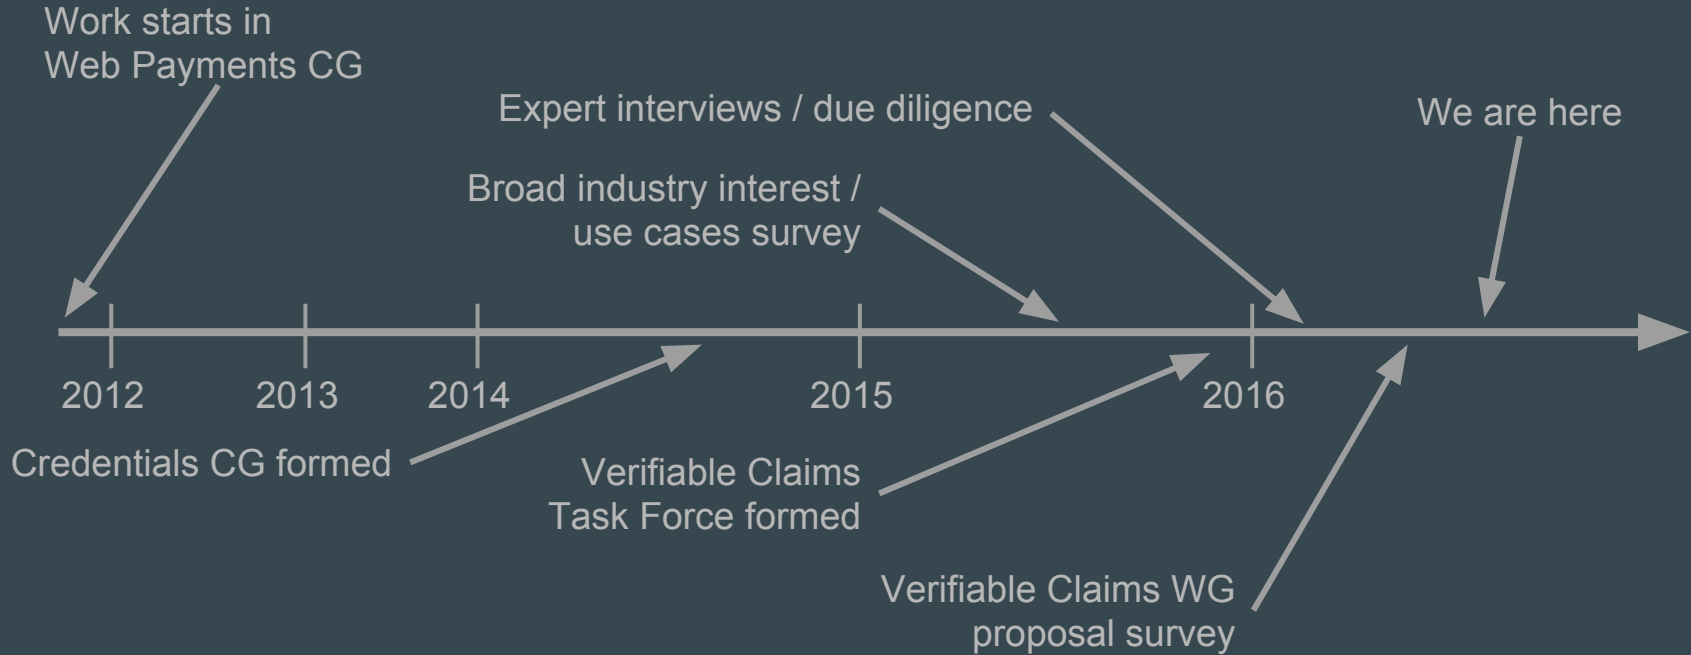 Work starts in
Web Payments CG
Expert interviews / due diligence
We are here
Broad industry interest /
use cases survey
2012
2013
2014
2015
2016
Credentials CG formed
Verifiable Claims
Task Force formed
Verifiable Claims WG
proposal survey